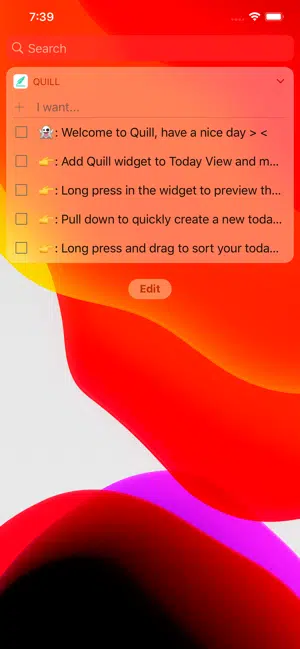 7:39
Search
QUILL
I want...
👻: Welcome to Quill, have a nice day > <
👉: Add Quill widget to Today View and m...
👉: Long press in the widget to preview th...
👉: Pull down to quickly create a new toda...
👉: Long press and drag to sort your toda...
Edit